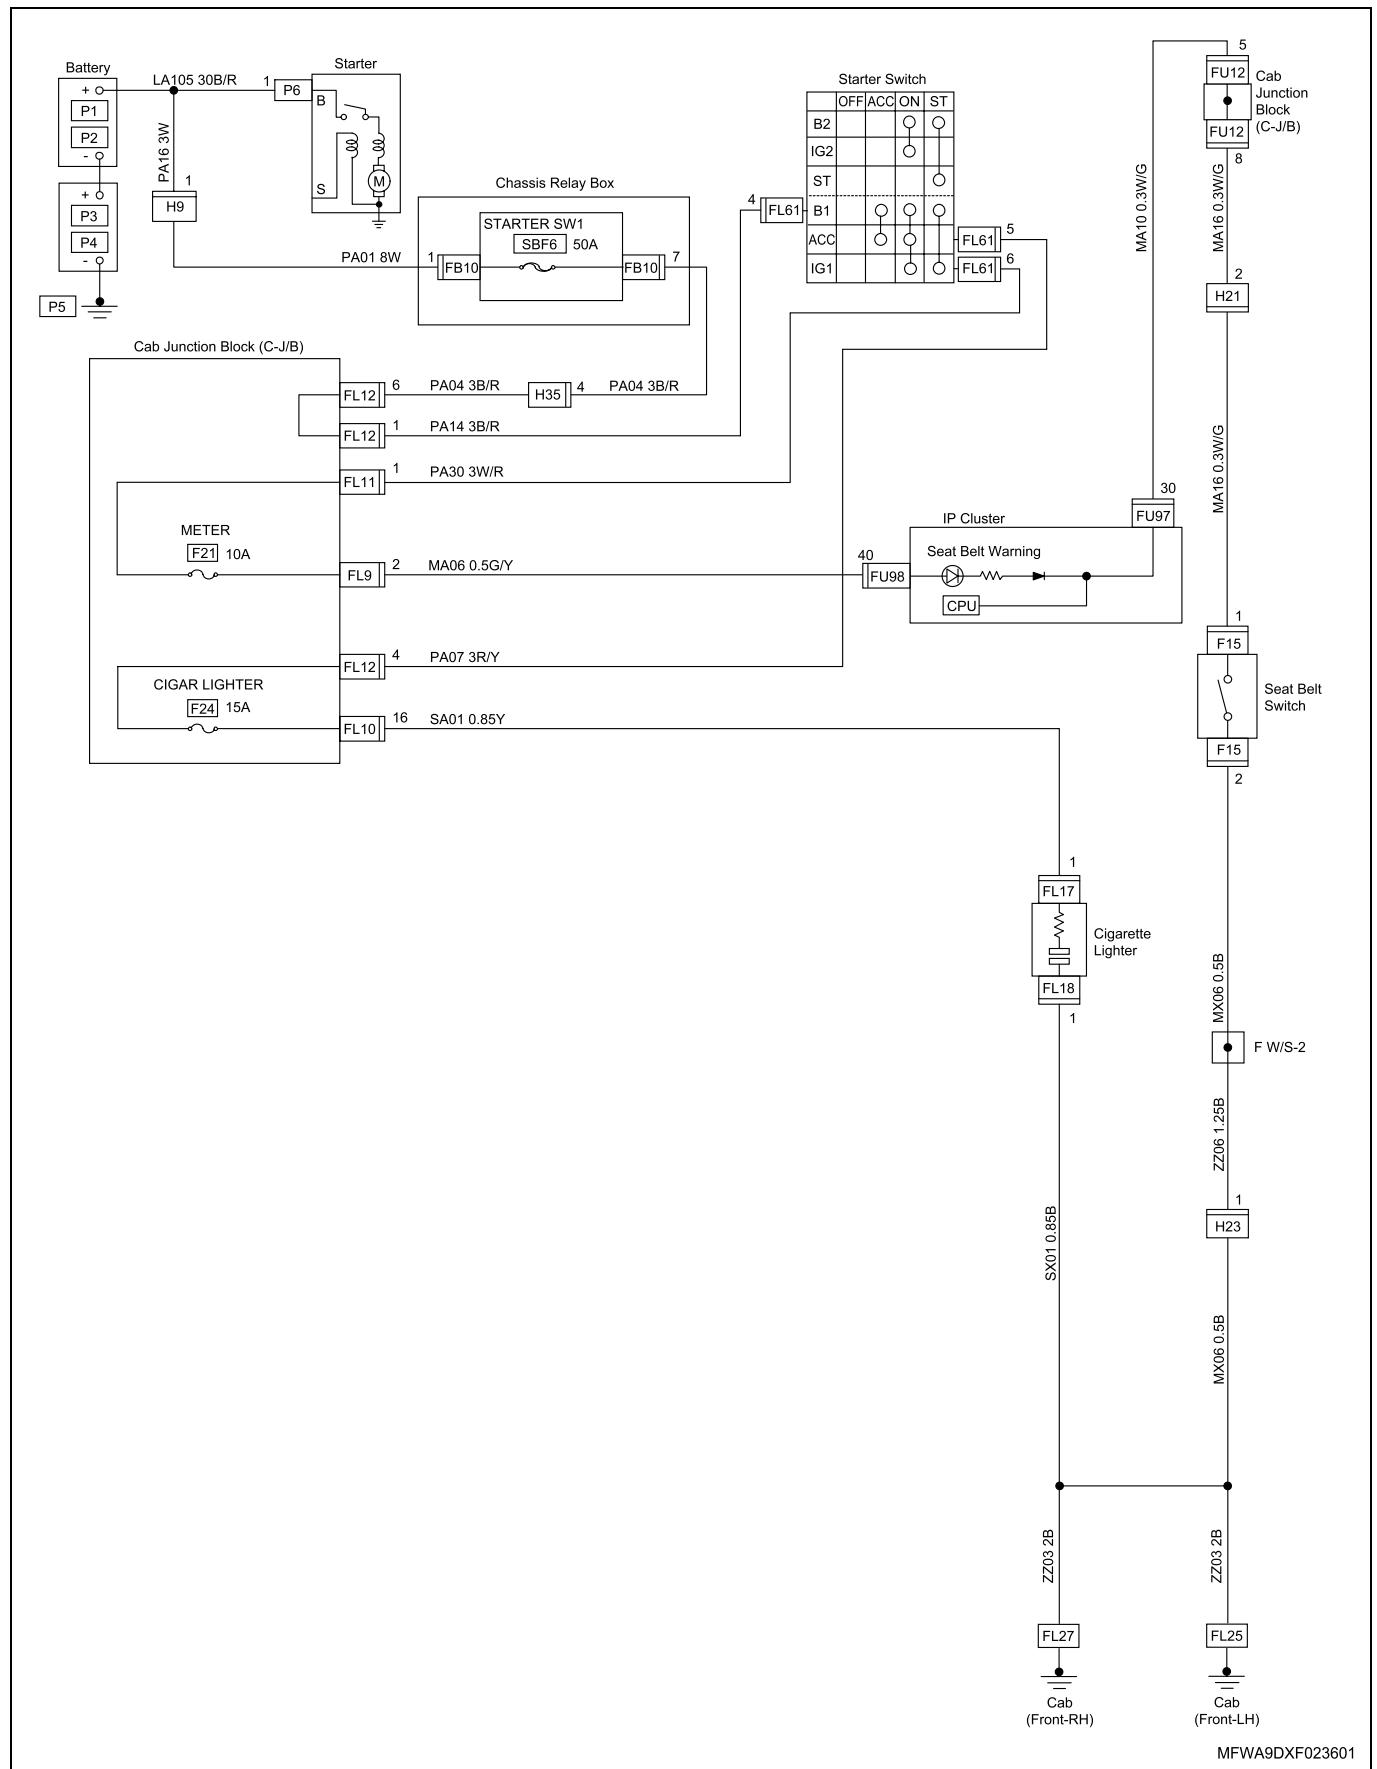 Battery
+
P1
P2
-
+
P3
P4
-
P5
LA105 30B/R
1
P6
Starter
B
S
M
PA16 3W
1
H9
PA01 8W
Chassis Relay Box
STARTER SW1
SBF6 50A
1
FB10
FB10
7
Starter Switch
OFF ACC ON ST
B2
IG2
ST
B1
ACC
IG1
4
FL61
FL61
5
FL61
6
5
FU12
Cab
Junction
Block
(C-J/B)
FU12
8
MA10 0.3W/G
MA16 0.3W/G
2
H21
MA16 0.3W/G
Cab Junction Block (C-J/B)
FL12
6
PA04 3B/R
H35
4
PA04 3B/R
FL12
1
PA14 3B/R
FL11
1
PA30 3W/R
METER
F21 10A
FL9
2
MA06 0.5G/Y
40
FU98
IP Cluster
Seat Belt Warning
CPU
30
FU97
FL12
4
PA07 3R/Y
CIGAR LIGHTER
F24 15A
FL10
16
SA01 0.85Y
1
F15
Seat Belt
Switch
F15
2
1
FL17
Cigarette
Lighter
FL18
1
MX06 0.5B
F W/S-2
ZZ06 1.25B
1
H23
SX01 0.85B
MX06 0.5B
ZZ03 2B
ZZ03 2B
FL27
FL25
Cab
(Front-RH)
Cab
(Front-LH)
MFWA9DXF023601